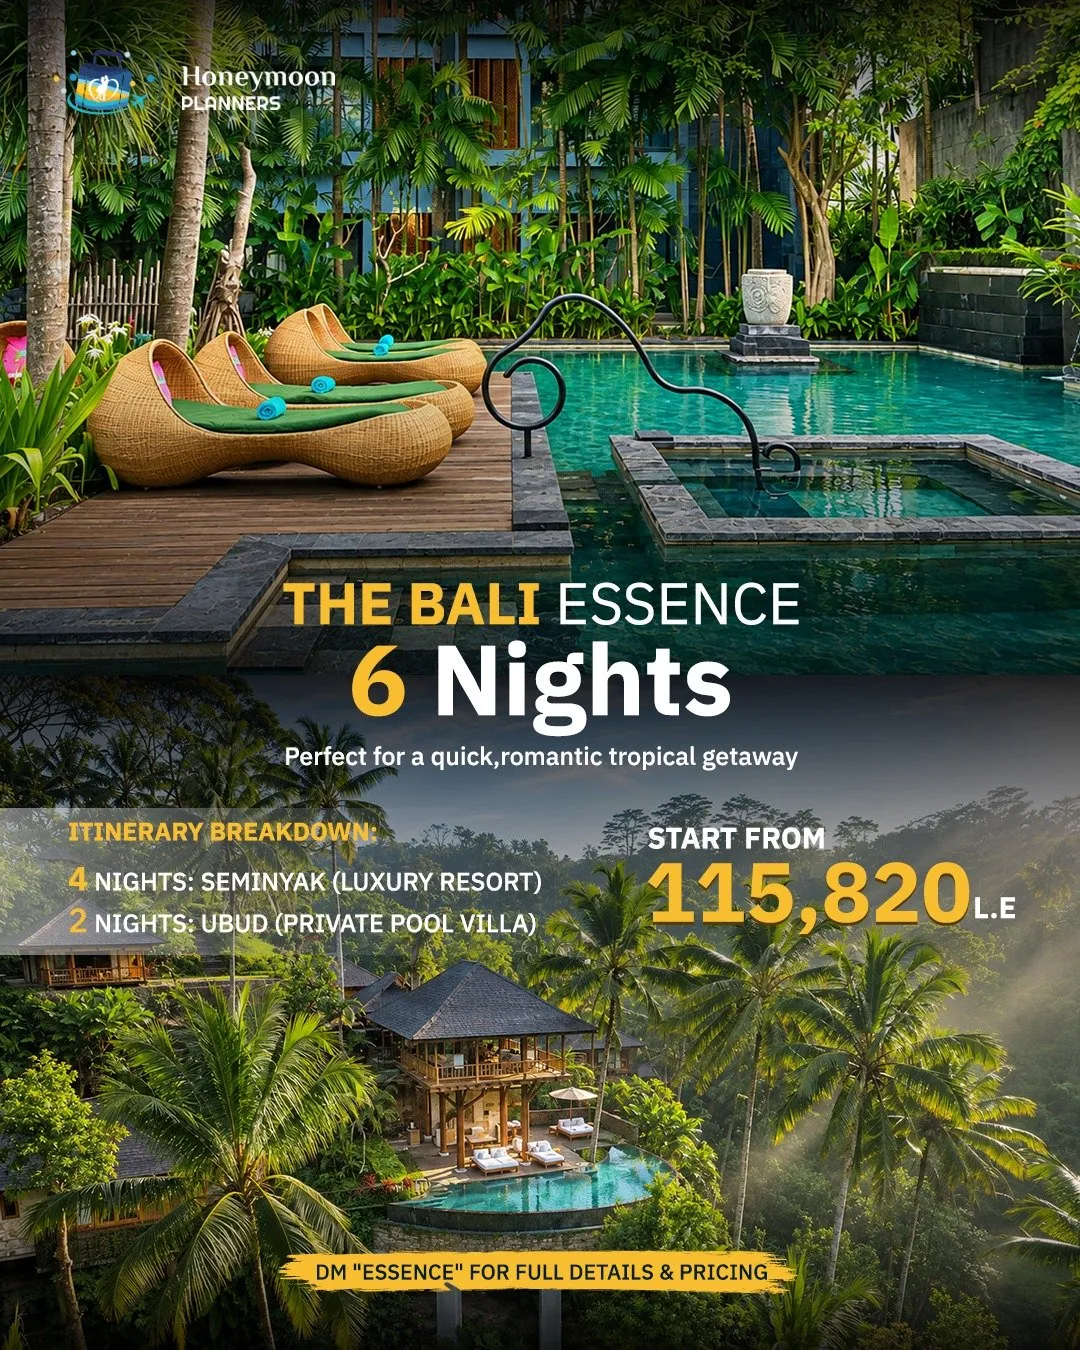 Honeymoon
PLANNERS
THE BALI ESSENCE
6 Nights
Perfect for a quick,romantic tropical getaway
ITINERARY BREAKDOWN:
4 NIGHTS: SEMINYAK (LUXURY RESORT)
2 NIGHTS: UBUD (PRIVATE POOL VILLA)
START FROM
115,820 L.E
DM "ESSENCE" FOR FULL DETAILS & PRICING